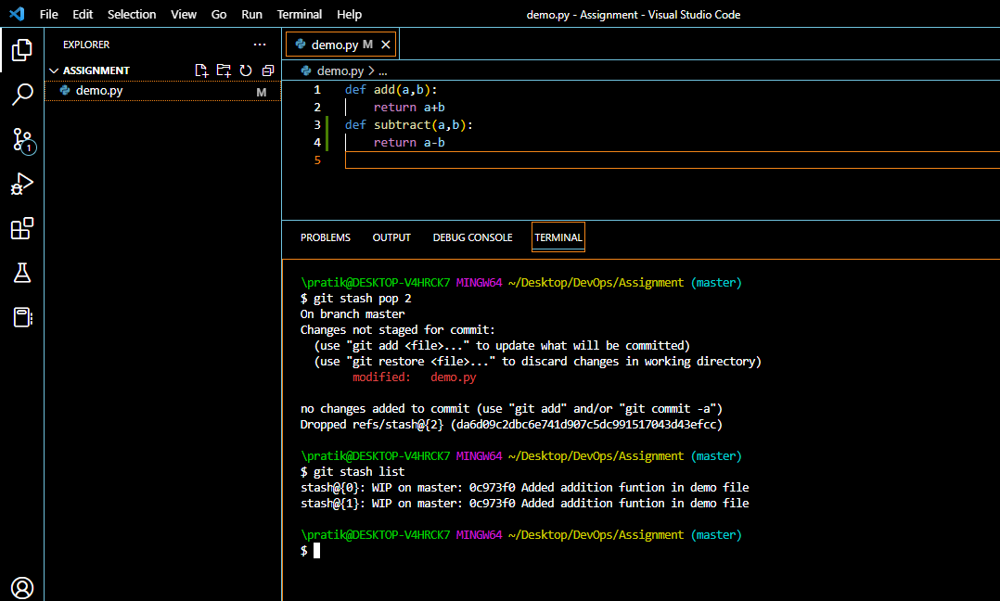 File Edit Selection View Go Run Terminal Help demo.py - Assignment - Visual Studio Code
EXPLORER ...
ASSIGNMENT
demo.py M
1
demo.py M
demo.py > ...
1 def add(a,b):
2 return a+b
3 def subtract(a,b):
4 return a-b
5
PROBLEMS OUTPUT DEBUG CONSOLE TERMINAL
\pratik@DESKTOP-V4HRCK7 MINGW64 ~/Desktop/DevOps/Assignment (master)
$ git stash pop 2
On branch master
Changes not staged for commit:
(use "git add <file>..." to update what will be committed)
(use "git restore <file>..." to discard changes in working directory)
modified: demo.py
no changes added to commit (use "git add" and/or "git commit -a")
Dropped refs/stash@{2} (da6d09c2dbc6e741d907c5dc991517043d43efcc)
\pratik@DESKTOP-V4HRCK7 MINGW64 ~/Desktop/DevOps/Assignment (master)
$ git stash list
stash@{0}: WIP on master: 0c973f0 Added addition funtion in demo file
stash@{1}: WIP on master: 0c973f0 Added addition funtion in demo file
\pratik@DESKTOP-V4HRCK7 MINGW64 ~/Desktop/DevOps/Assignment (master)
$